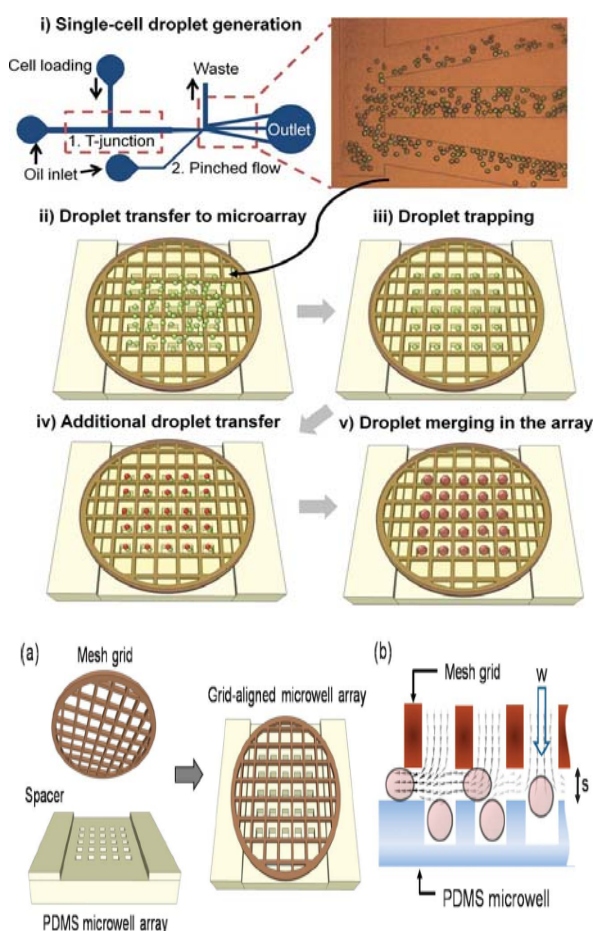 i) Single-cell droplet generation
Cell loading
Waste
1. T-junction
Outlet
Oil inlet
2. Pinched flow
ii) Droplet transfer to microarray
iii) Droplet trapping
iv) Additional droplet transfer
v) Droplet merging in the array
(a)
Mesh grid
Grid-aligned microwell array
Spacer
PDMS microwell array
(b)
Mesh grid
W
S
PDMS microwell